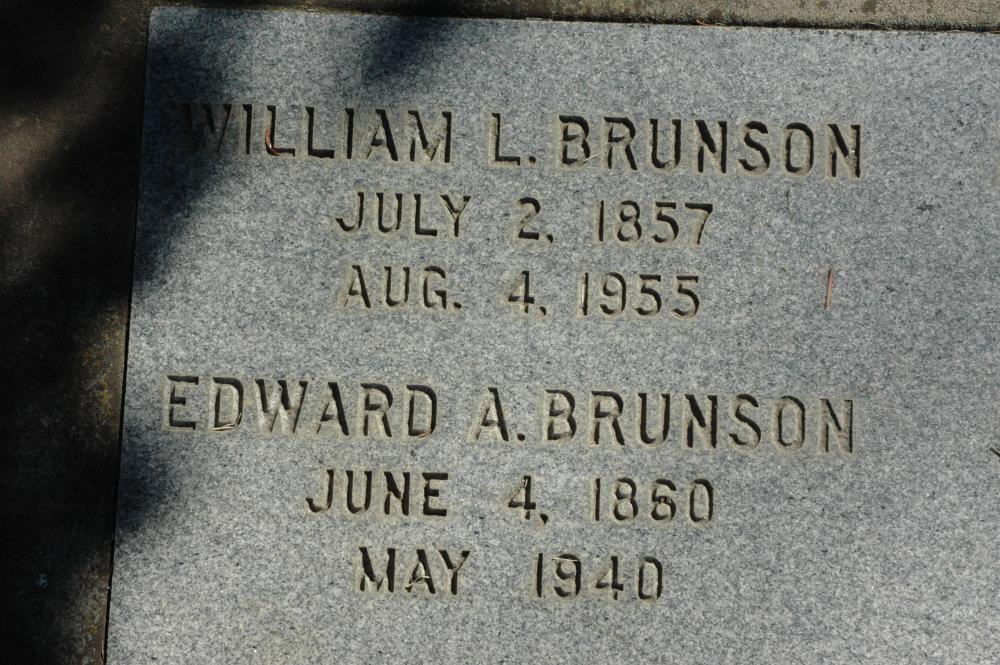 WILLIAM L. BRUNSON
JULY 2, 1857
AUG. 4, 1955
EDWARD A. BRUNSON
JUNE 4, 1860
MAY 1940